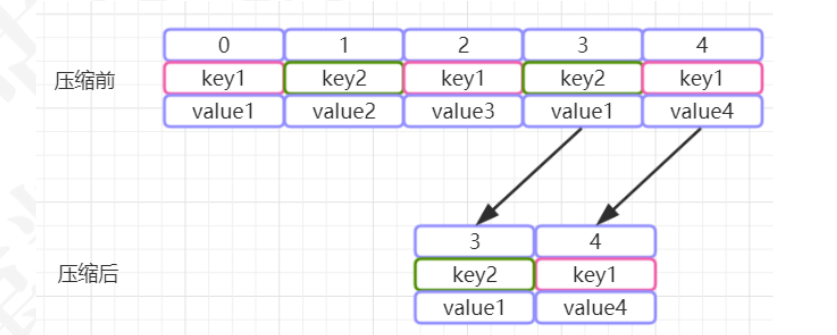 0 1 2 3 4
压缩前 key1 key2 key1 key2 key1
value1 value2 value3 value1 value4
3 4
压缩后 key2 key1
value1 value4